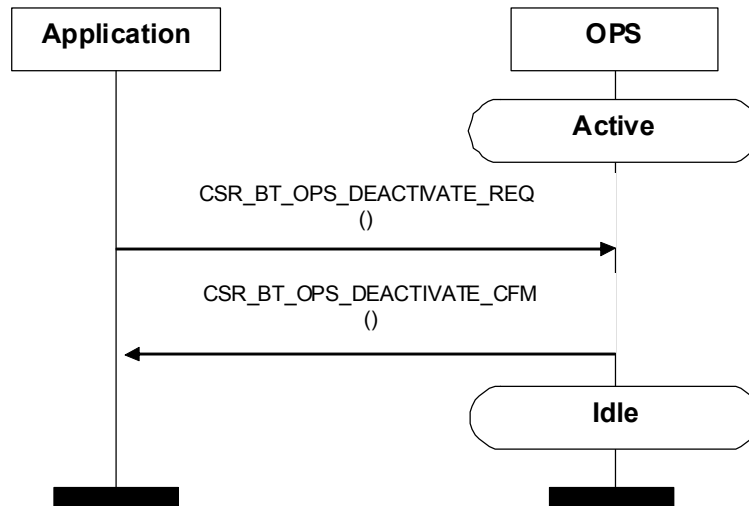 Application
OPS
Active
CSR_BT_OPS_DEACTIVATE_REQ
()
CSR_BT_OPS_DEACTIVATE_CFM
()
Idle